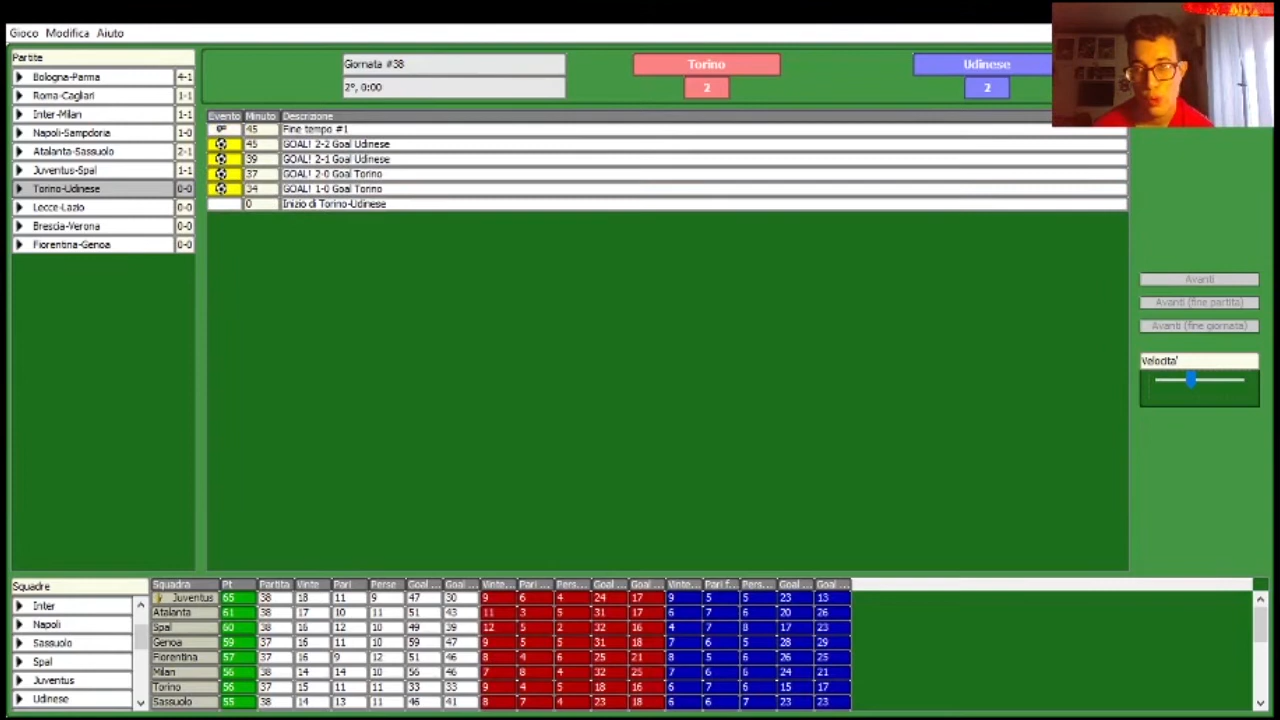 Gioco Modifica Aiuto
Partite
Bologna-Parma 4-1
Roma-Cagliari 1-1
Inter-Milan 1-1
Napoli-Sampdoria 1-0
Atalanta-Sassuolo 2-1
Juventus-Spal 1-1
Torino-Udinese 0-0
Lecce-Lazio 0-0
Brescia-Verona 0-0
Fiorentina-Genoa 0-0
Giornata #38
2°, 0:00
Torino
2
Udinese
2
Evento Minuto Descrizione
45 Fine tempo #1
45 GOAL! 2-2 Goal Udinese
39 GOAL! 2-1 Goal Udinese
37 GOAL! 2-0 Goal Torino
34 GOAL! 1-0 Goal Torino
0 Inizio di Torino-Udinese
Avanti
Avanti (fine partita)
Avanti (fine giornata)
Velocita'
Squadre
Inter
Napoli
Sassuolo
Spal
Juventus
Udinese
Squadra Pt Partita Vinte Pari Perse Goal ... Goal ... Vinte... Pari ... Pers... Goal ... Goal ... Vinte... Pari f... Pers... Goal ... Goal ...
Juventus 65 38 18 11 9 47 30 9 6 4 24 17 9 5 5 23 13
Atalanta 61 38 17 10 11 51 43 11 3 5 31 17 6 7 6 20 26
Spal 60 38 16 12 10 49 39 12 5 2 32 16 4 7 8 17 23
Genoa 59 37 16 11 10 59 47 9 5 5 31 18 7 6 5 28 29
Fiorentina 57 37 16 9 12 51 46 8 4 6 25 21 8 5 6 26 25
Milan 56 38 14 14 10 56 46 7 8 4 32 25 7 6 6 24 21
Torino 56 37 15 11 11 33 33 9 4 5 18 16 6 7 6 15 17
Sassuolo 55 38 14 13 11 46 41 8 7 4 23 18 6 6 7 23 23